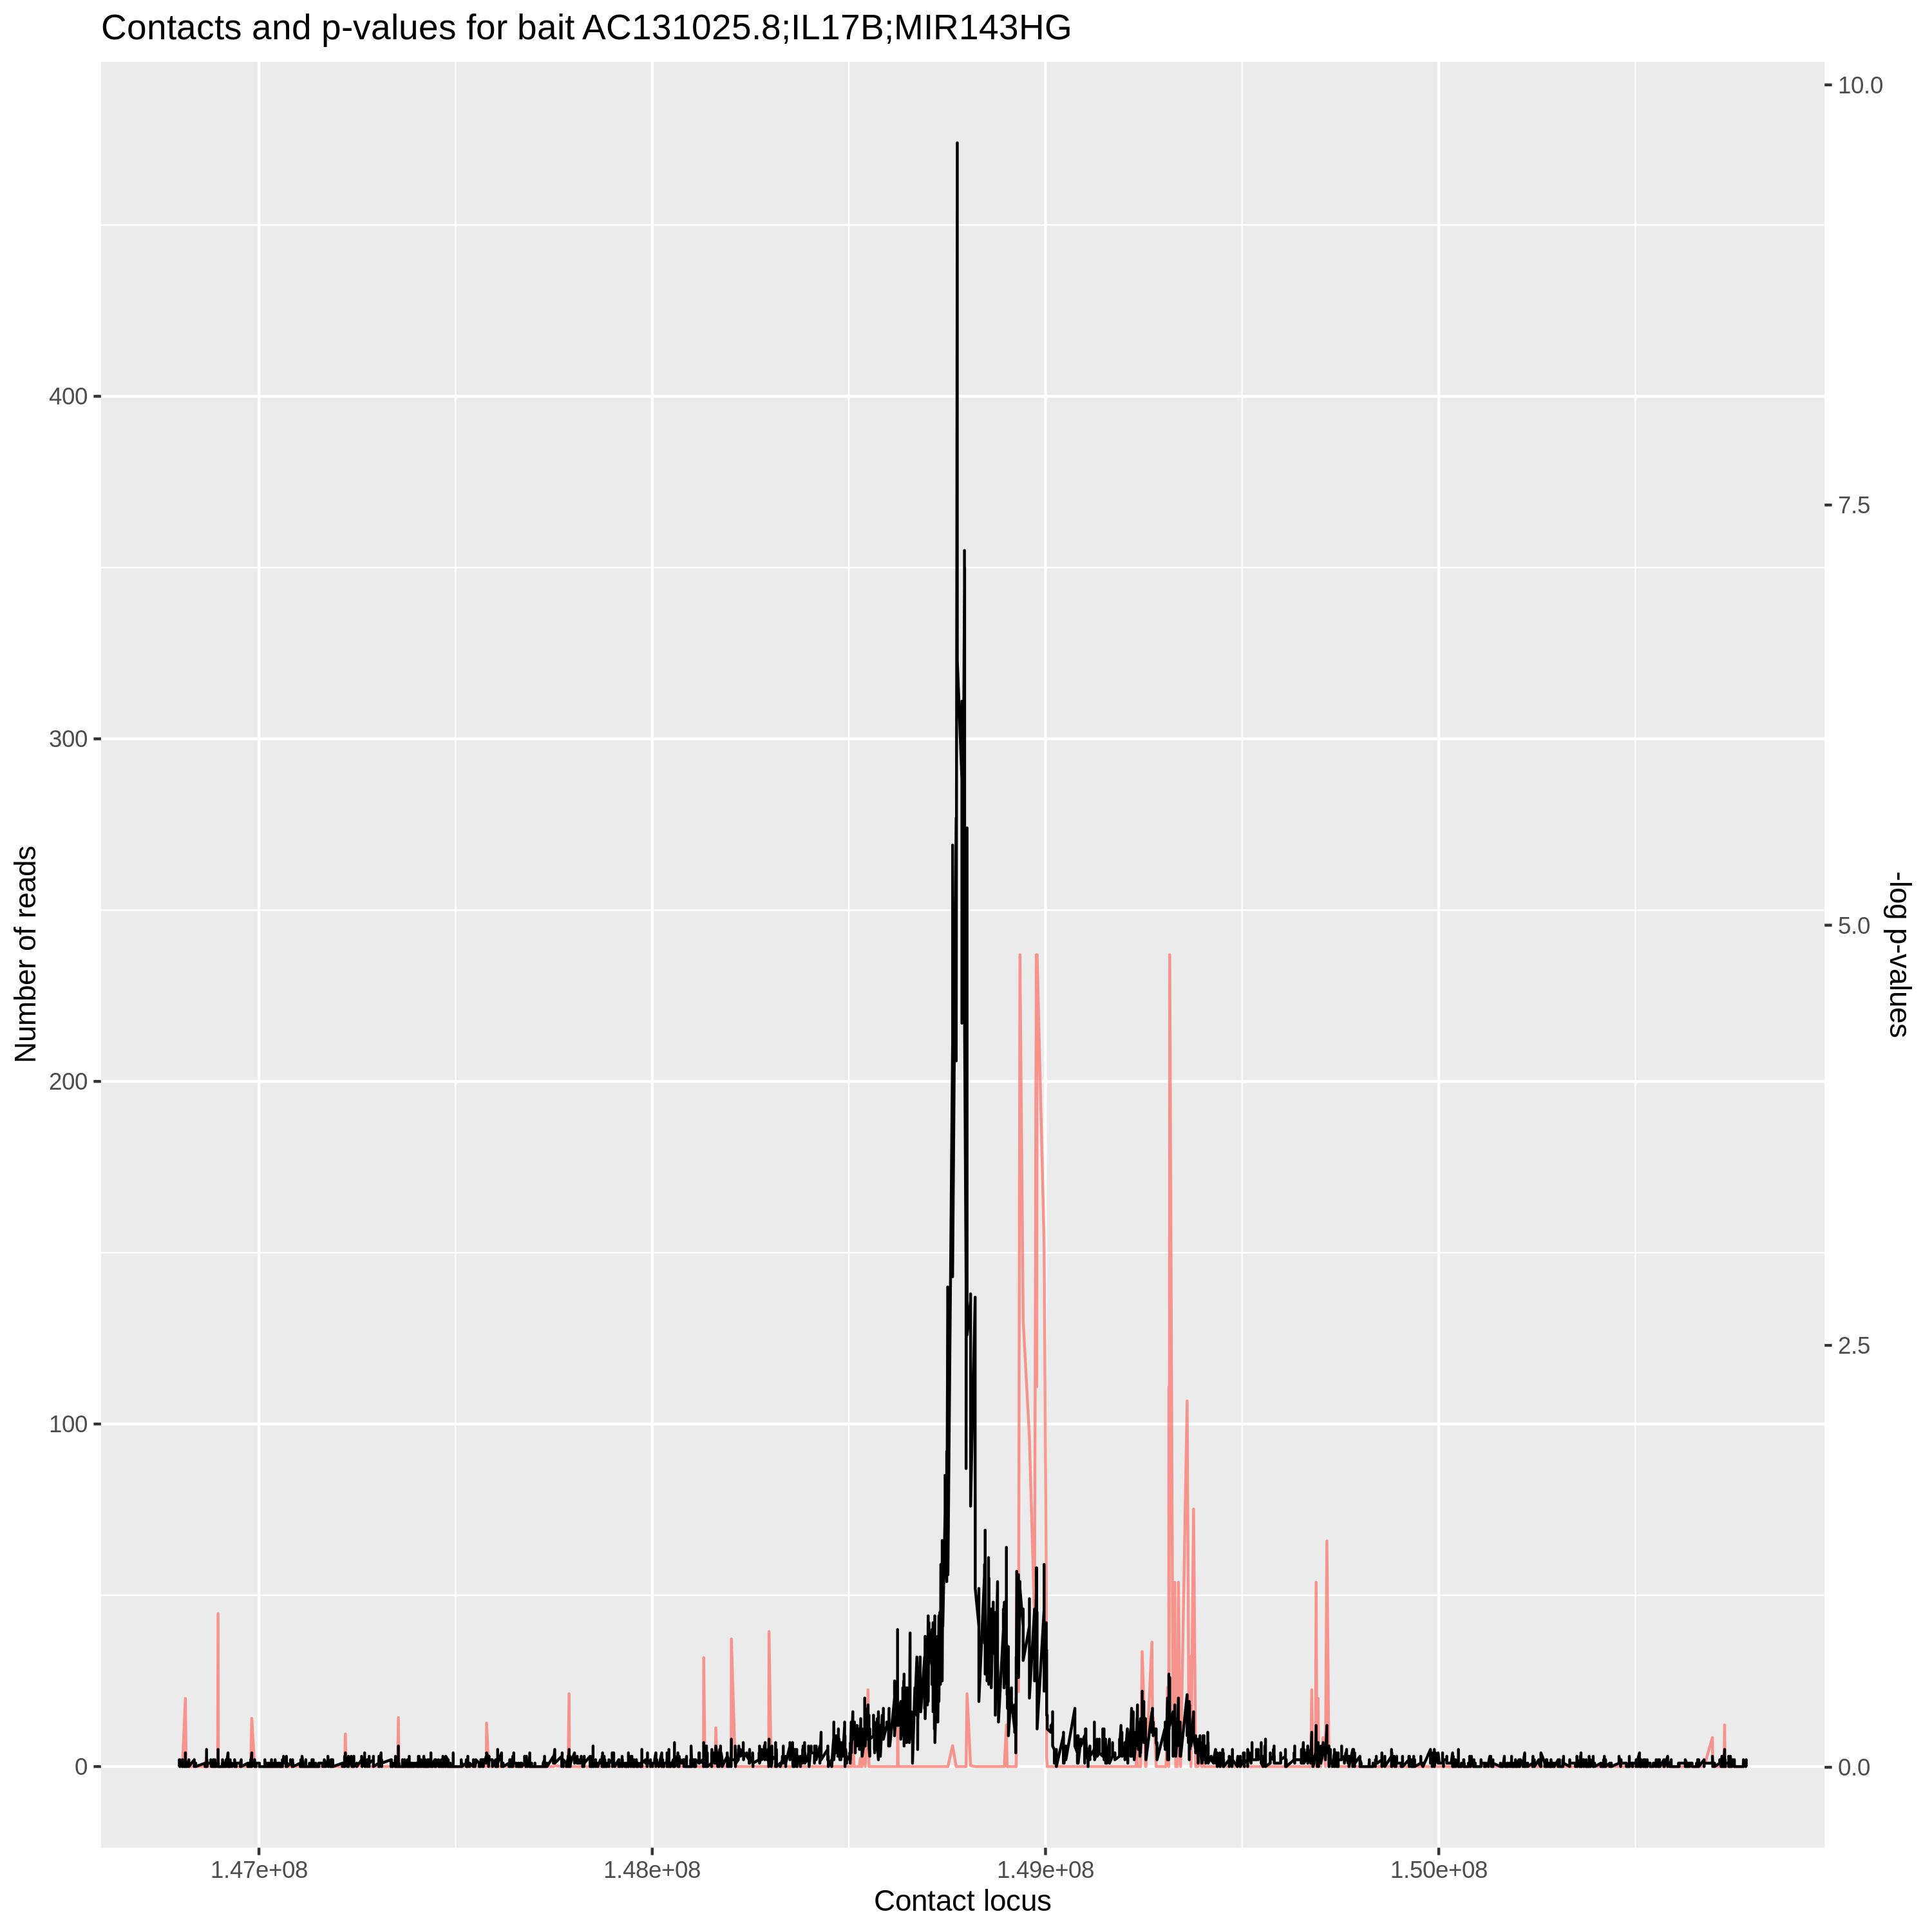 Contacts and p-values for bait AC131025.8;IL17B;MIR143HG
10.0
7.5
5.0
2.5
0.0
-log p-values
400
300
200
100
0
Number of reads
1.47e+08
1.48e+08
1.49e+08
1.50e+08
Contact locus